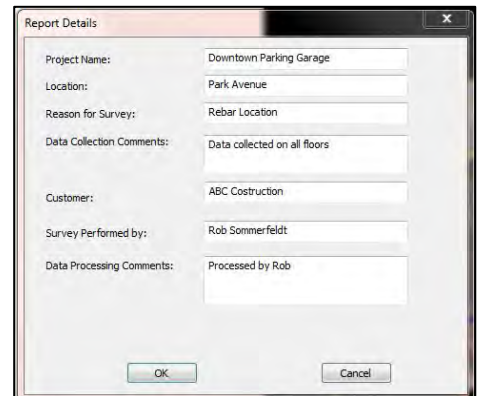 Report Details
X
Project Name: Downtown Parking Garage
Location: Park Avenue
Reason for Survey: Rebar Location
Data Collection Comments: Data collected on all floors
Customer: ABC Costruction
Survey Performed by: Rob Sommerfeldt
Data Processing Comments: Processed by Rob
OK Cancel